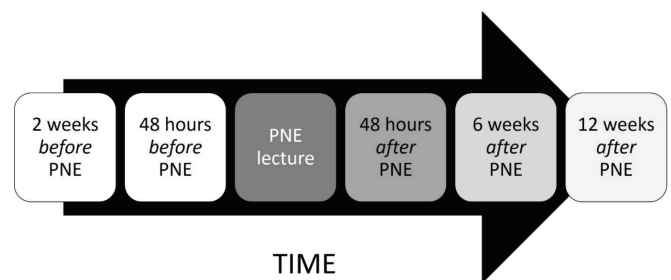 2 weeks
before
PNE
48 hours
before
PNE
PNE
lecture
48 hours
after
PNE
6 weeks
after
PNE
12 weeks
after
PNE
TIME